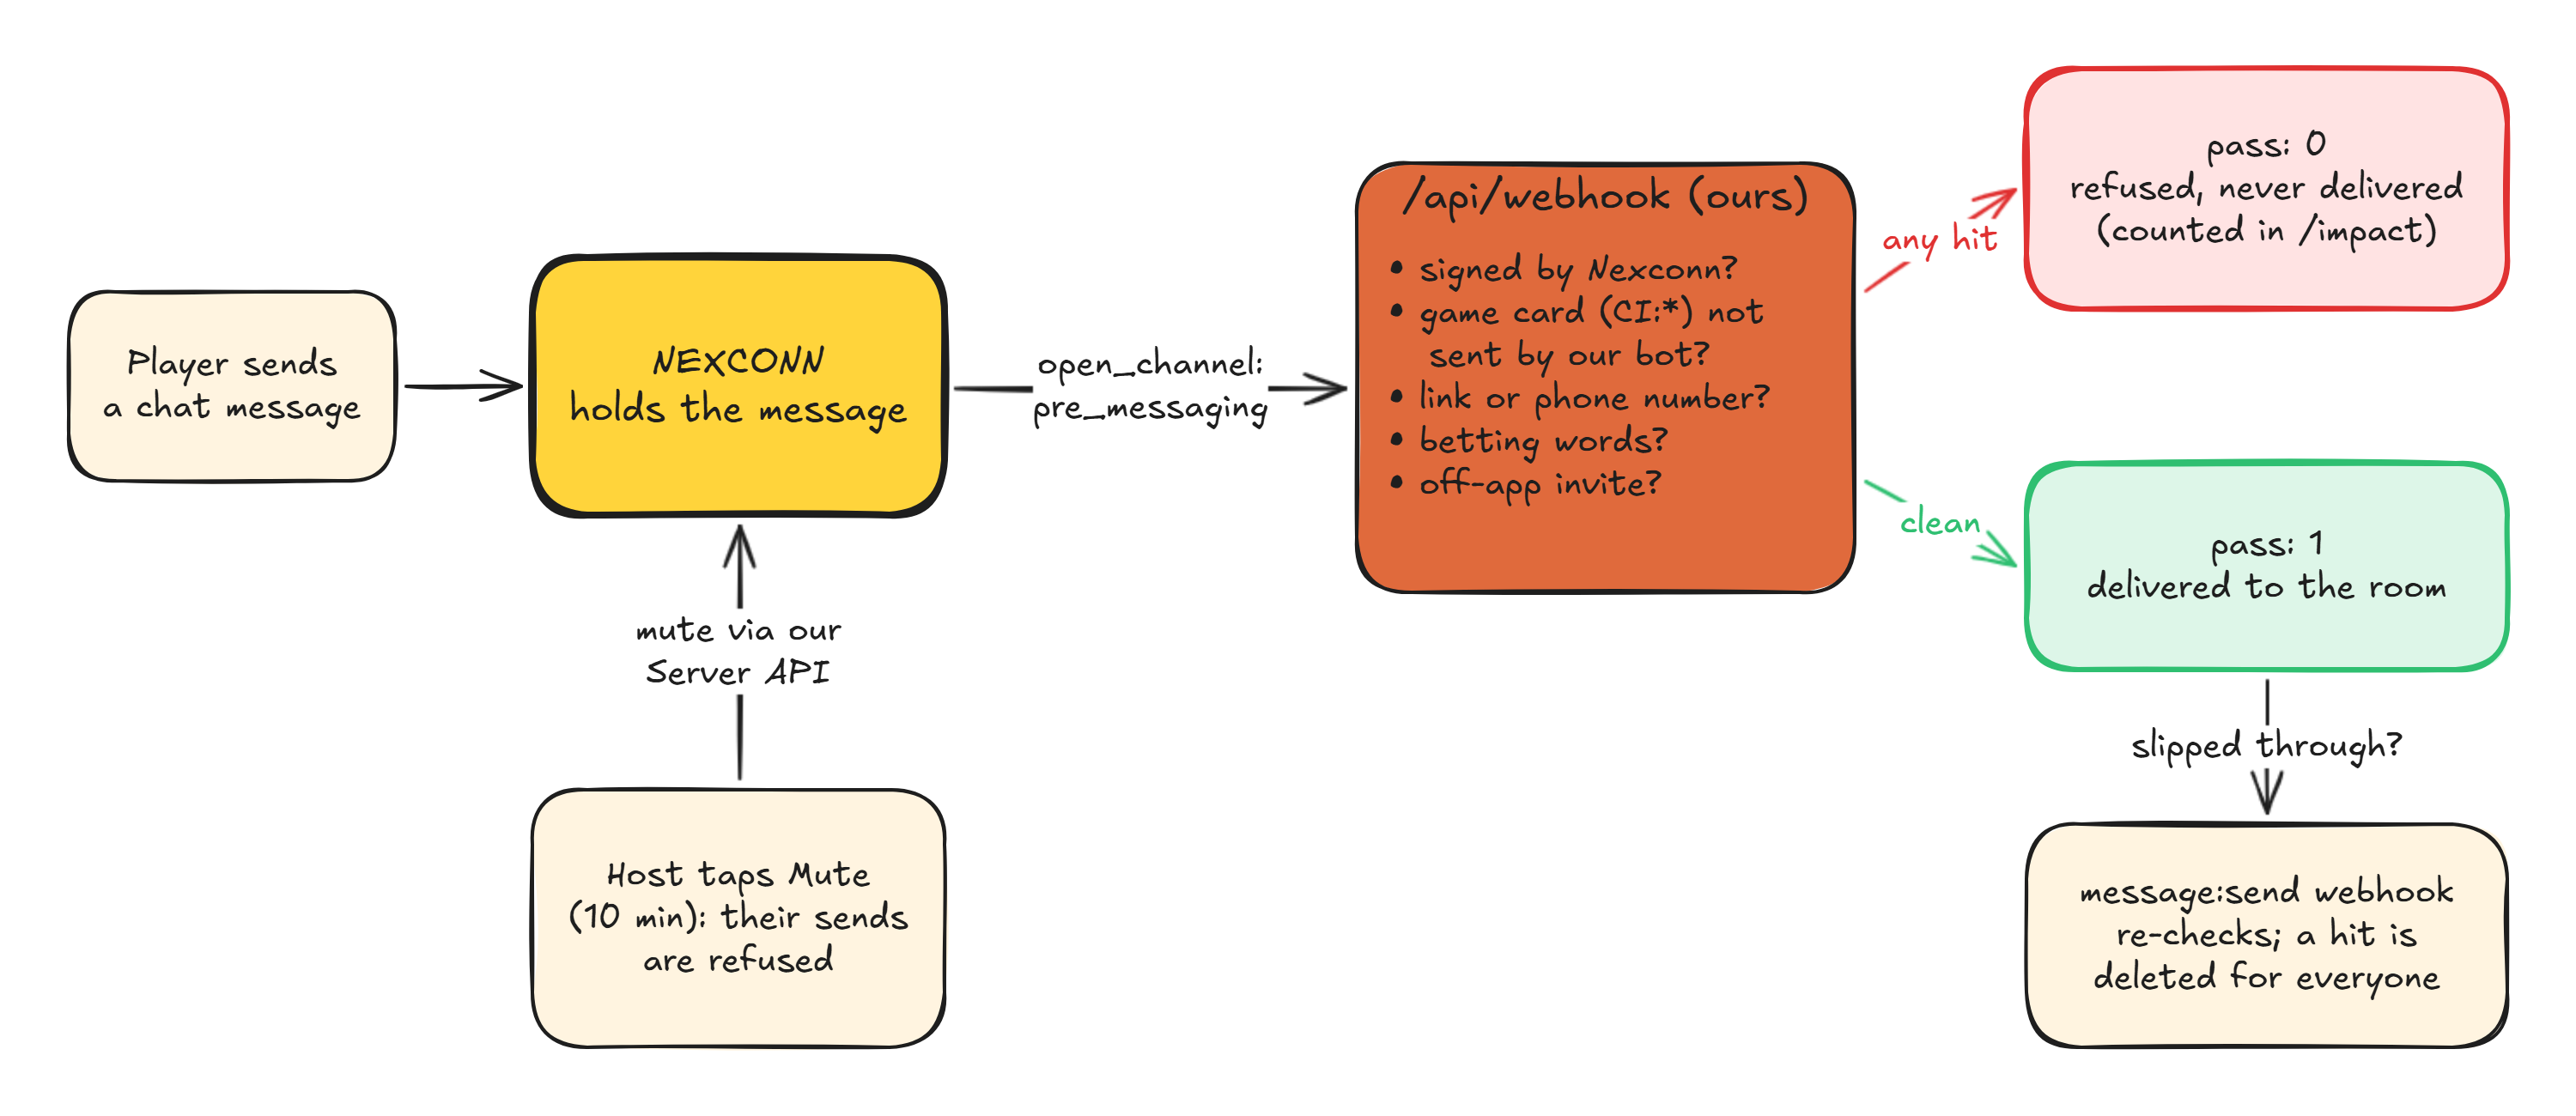 Player sends
a chat message
NEXCONN
holds the message
open_channel:
pre_messaging
/api/webhook (ours)
• signed by Nexconn?
• game card (CI:*) not
sent by our bot?
• link or phone number?
• betting words?
• off-app invite?
any hit
pass: 0
refused, never delivered
(counted in /impact)
clean
pass: 1
delivered to the room
slipped through?
message:send webhook
re-checks; a hit is
deleted for everyone
mute via our
Server API
Host taps Mute
(10 min): their sends
are refused